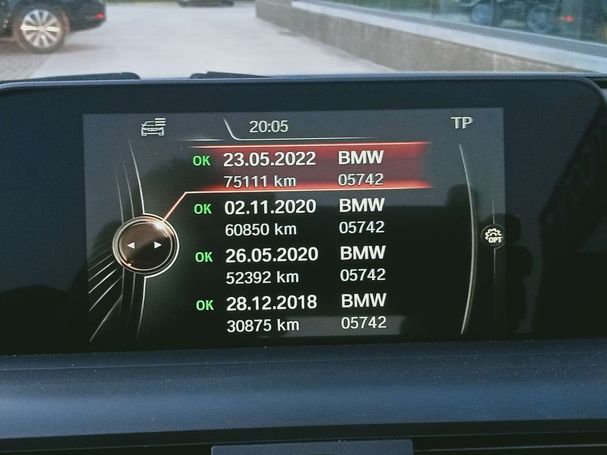 20:05 TP
OK 23.05.2022 BMW
75111 km 05742
OK 02.11.2020 BMW
60850 km 05742
OK 26.05.2020 BMW
52392 km 05742
OK 28.12.2018 BMW
30875 km 05742
OPT